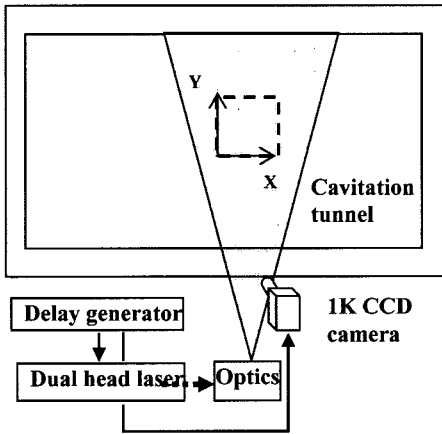 Y
X
Cavitation
tunnel
Delay generator
1K CCD
camera
Dual head laser
Optics